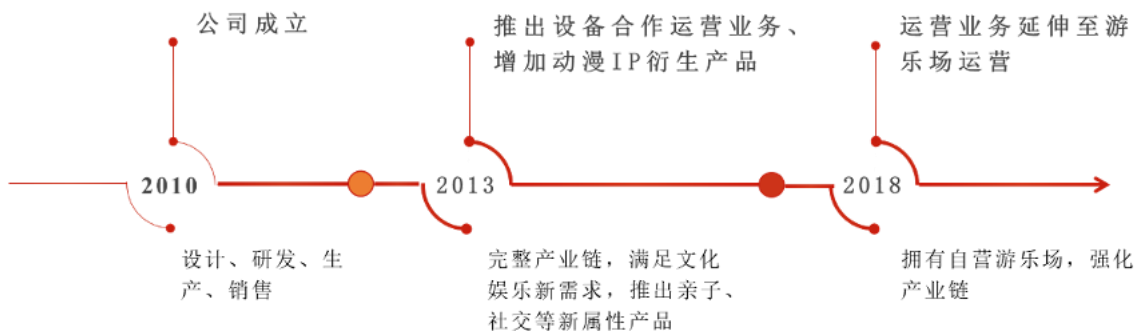 公司成立
推出设备合作运营业务、
增加动漫IP衍生产品
运营业务延伸至游
乐场运营
2010
2013
2018
设计、研发、生
产、销售
完整产业链，满足文化
娱乐新需求，推出亲子、
社交等新属性产品
拥有自营游乐场，强化
产业链